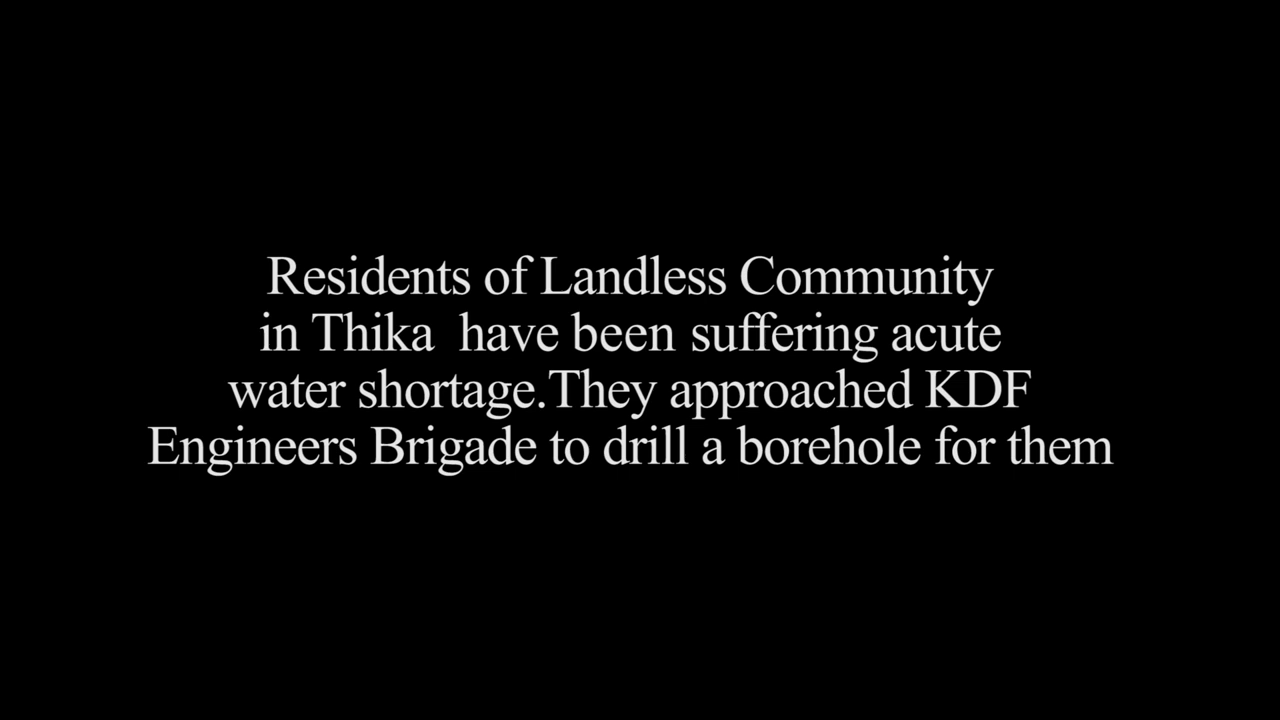 Residents of Landless Community
in Thika  have been suffering acute
water shortage.They approached KDF
Engineers Brigade to drill a borehole for them